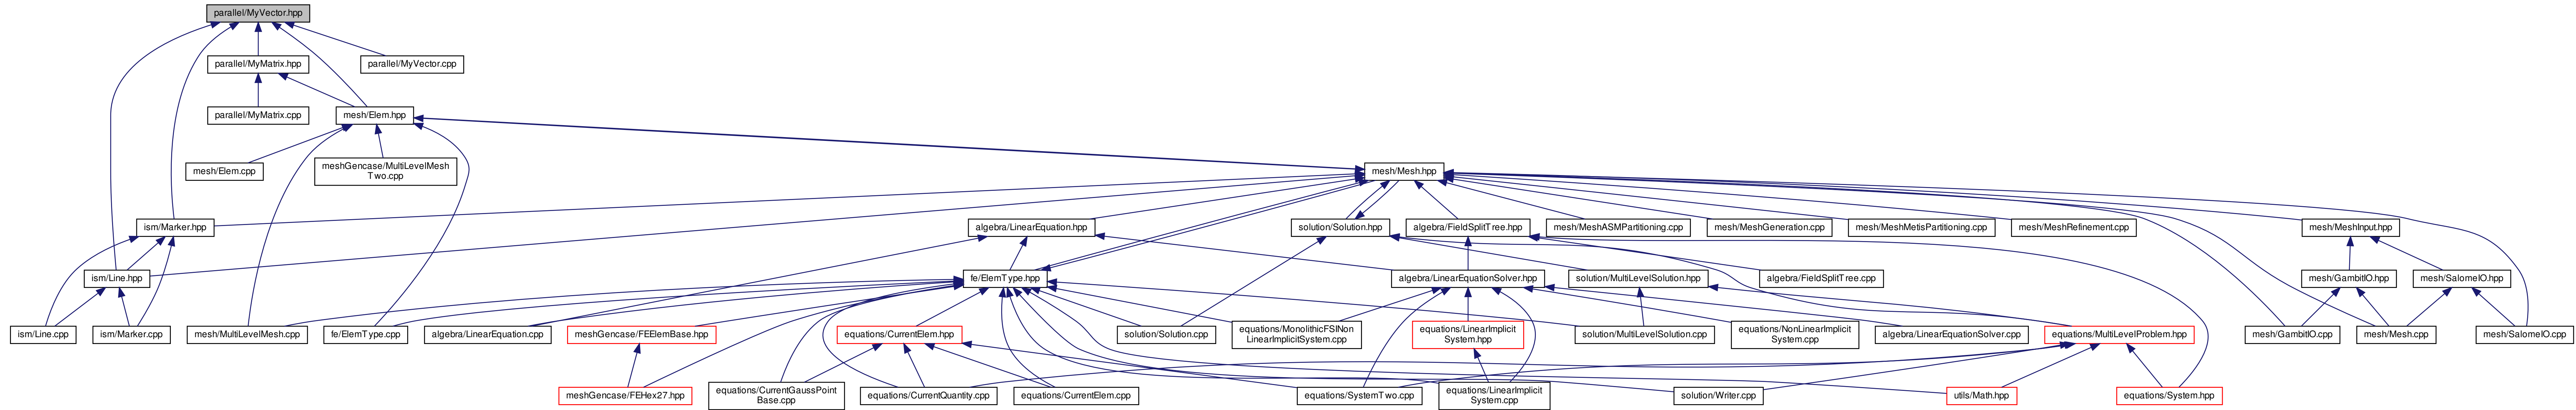 parallel/MyVector.hpp
parallel/MyMatrix.hpp
parallel/MyVector.cpp
parallel/MyMatrix.cpp
mesh/Elem.hpp
mesh/Elem.cpp
meshGencase/MultiLevelMesh
Two.cpp
mesh/Mesh.hpp
ism/Marker.hpp
algebra/LinearEquation.hpp
solution/Solution.hpp
algebra/FieldSplitTree.hpp
mesh/MeshASMPartitioning.cpp
mesh/MeshGeneration.cpp
mesh/MeshMetisPartitioning.cpp
mesh/MeshRefinement.cpp
mesh/MeshInput.hpp
ism/Line.hpp
fe/ElemType.hpp
algebra/LinearEquationSolver.hpp
solution/MultiLevelSolution.hpp
algebra/FieldSplitTree.cpp
mesh/GambitIO.hpp
mesh/SalomeIO.hpp
ism/Line.cpp
ism/Marker.cpp
mesh/MultiLevelMesh.cpp
fe/ElemType.cpp
algebra/LinearEquation.cpp
meshGencase/FEElemBase.hpp
equations/CurrentElem.hpp
solution/Solution.cpp
equations/MonolithicFSINon
LinearImplicitSystem.cpp
equations/LinearImplicit
System.hpp
solution/MultiLevelSolution.cpp
equations/NonLinearImplicit
System.cpp
algebra/LinearEquationSolver.cpp
equations/MultiLevelProblem.hpp
mesh/GambitIO.cpp
mesh/Mesh.cpp
mesh/SalomeIO.cpp
meshGencase/FEHex27.hpp
equations/CurrentGaussPoint
Base.cpp
equations/CurrentQuantity.cpp
equations/CurrentElem.cpp
equations/SystemTwo.cpp
equations/LinearImplicit
System.cpp
solution/Writer.cpp
utils/Math.hpp
equations/System.hpp